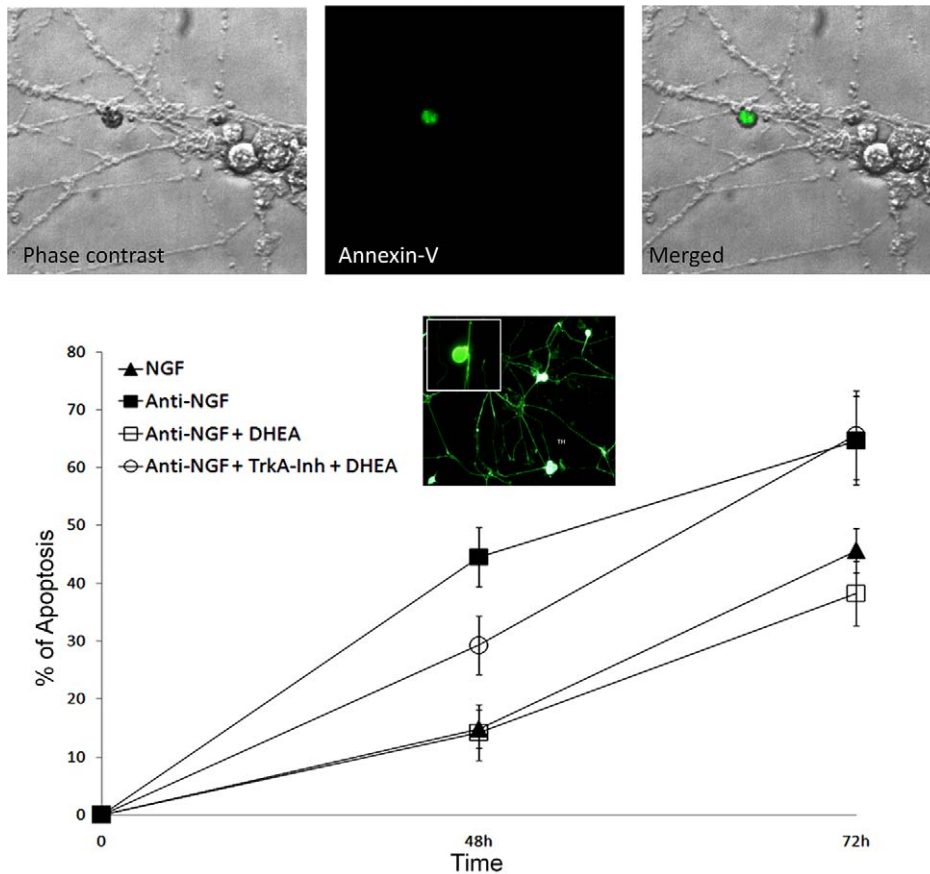 Phase contrast
Annexin-V
Merged
NGF
Anti-NGF
Anti-NGF + DHEA
Anti-NGF + TrkA-Inh + DHEA
TH
80
70
60
50
40
30
20
10
0
% of Apoptosis
0
48h
72h
Time